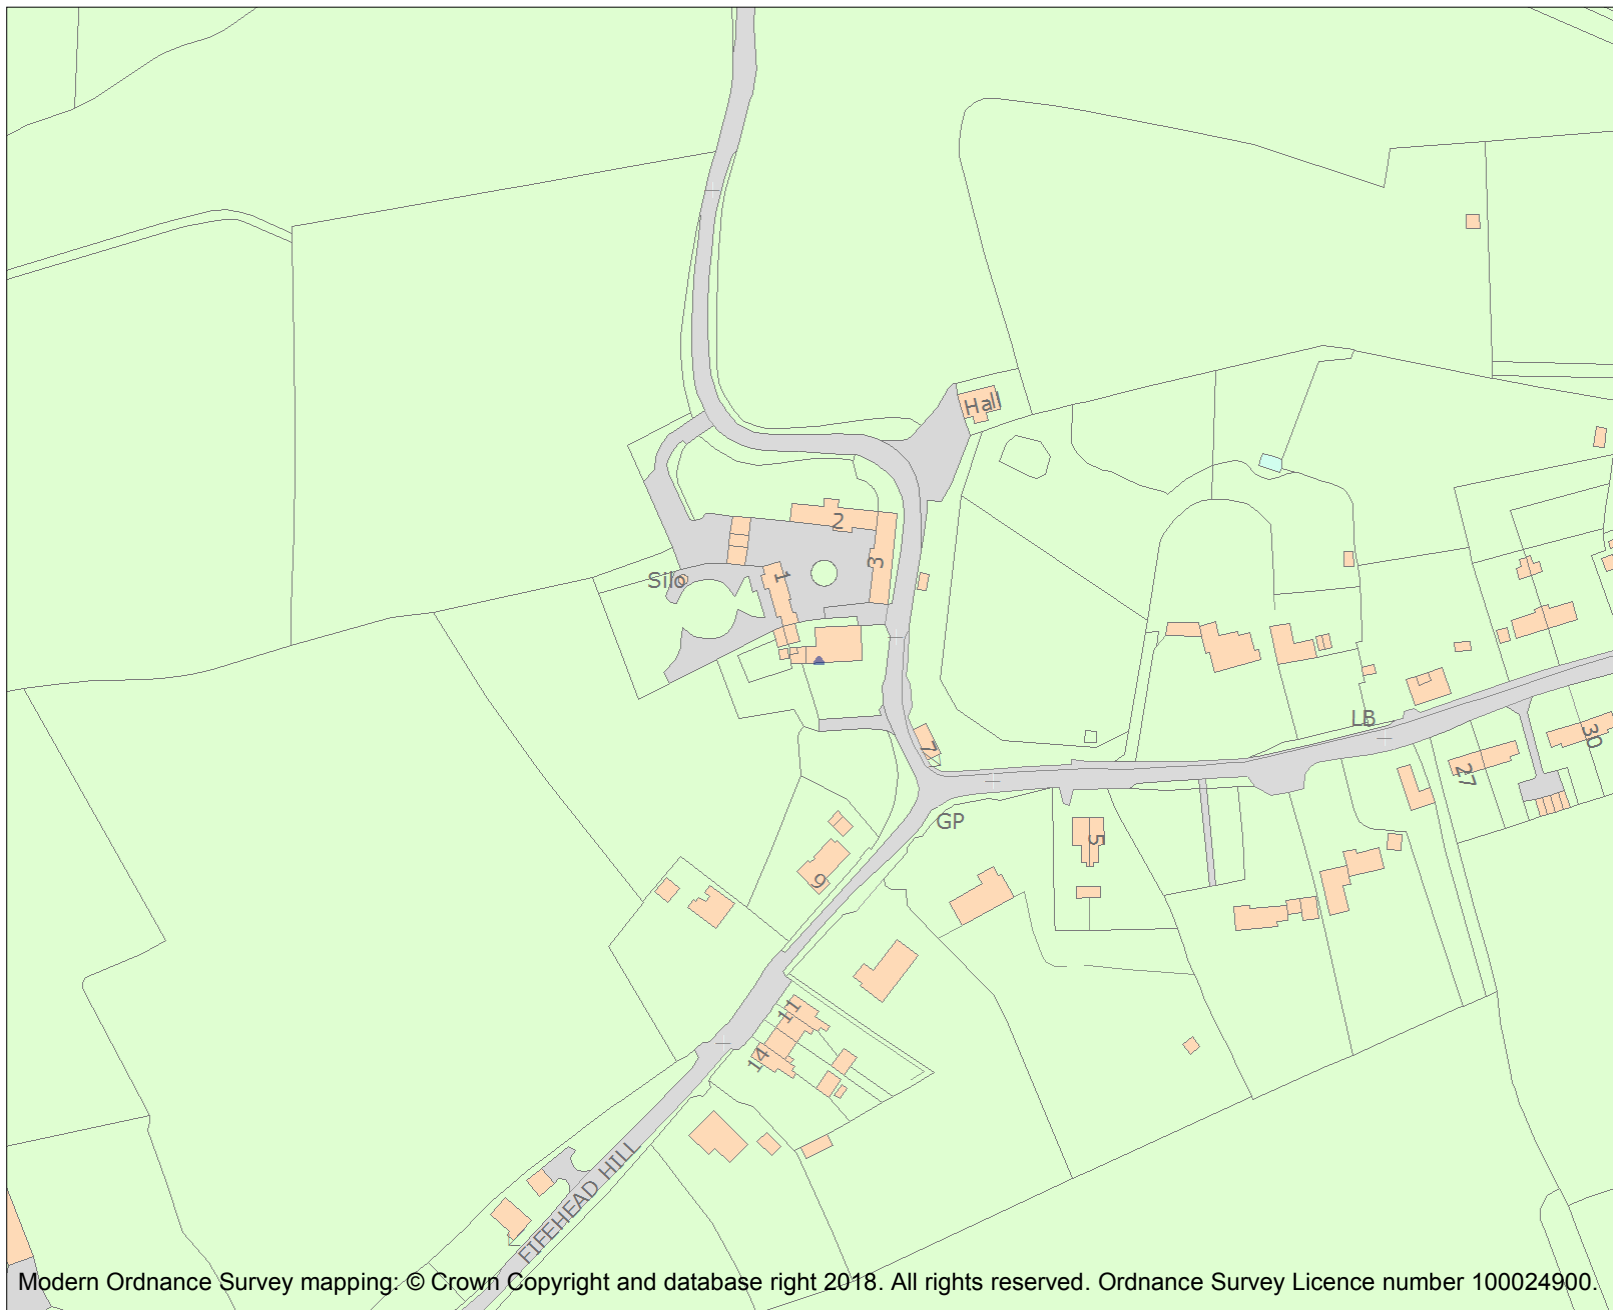 Hall
2
3
1
Silo
LB
7
30
27
GP
5
9
11
14
FIFEHEAD HILL
Modern Ordnance Survey mapping: © Crown Copyright and database right 2018. All rights reserved. Ordnance Survey Licence number 100024900.